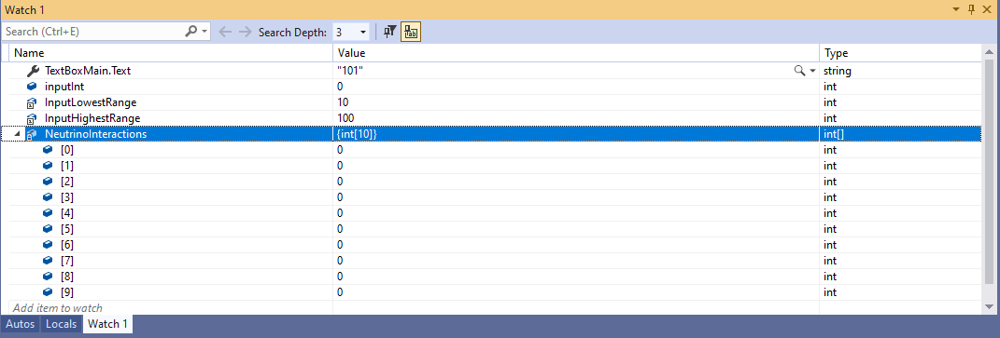 Watch 1
Search (Ctrl+E) Search Depth: 3
Name Value Type
TextBoxMain.Text "101" string
inputInt 0 int
InputLowestRange 10 int
InputHighestRange 100 int
NeutrinoInteractions {int[10]} int[]
[0] 0 int
[1] 0 int
[2] 0 int
[3] 0 int
[4] 0 int
[5] 0 int
[6] 0 int
[7] 0 int
[8] 0 int
[9] 0 int
Add item to watch
Autos Locals Watch 1